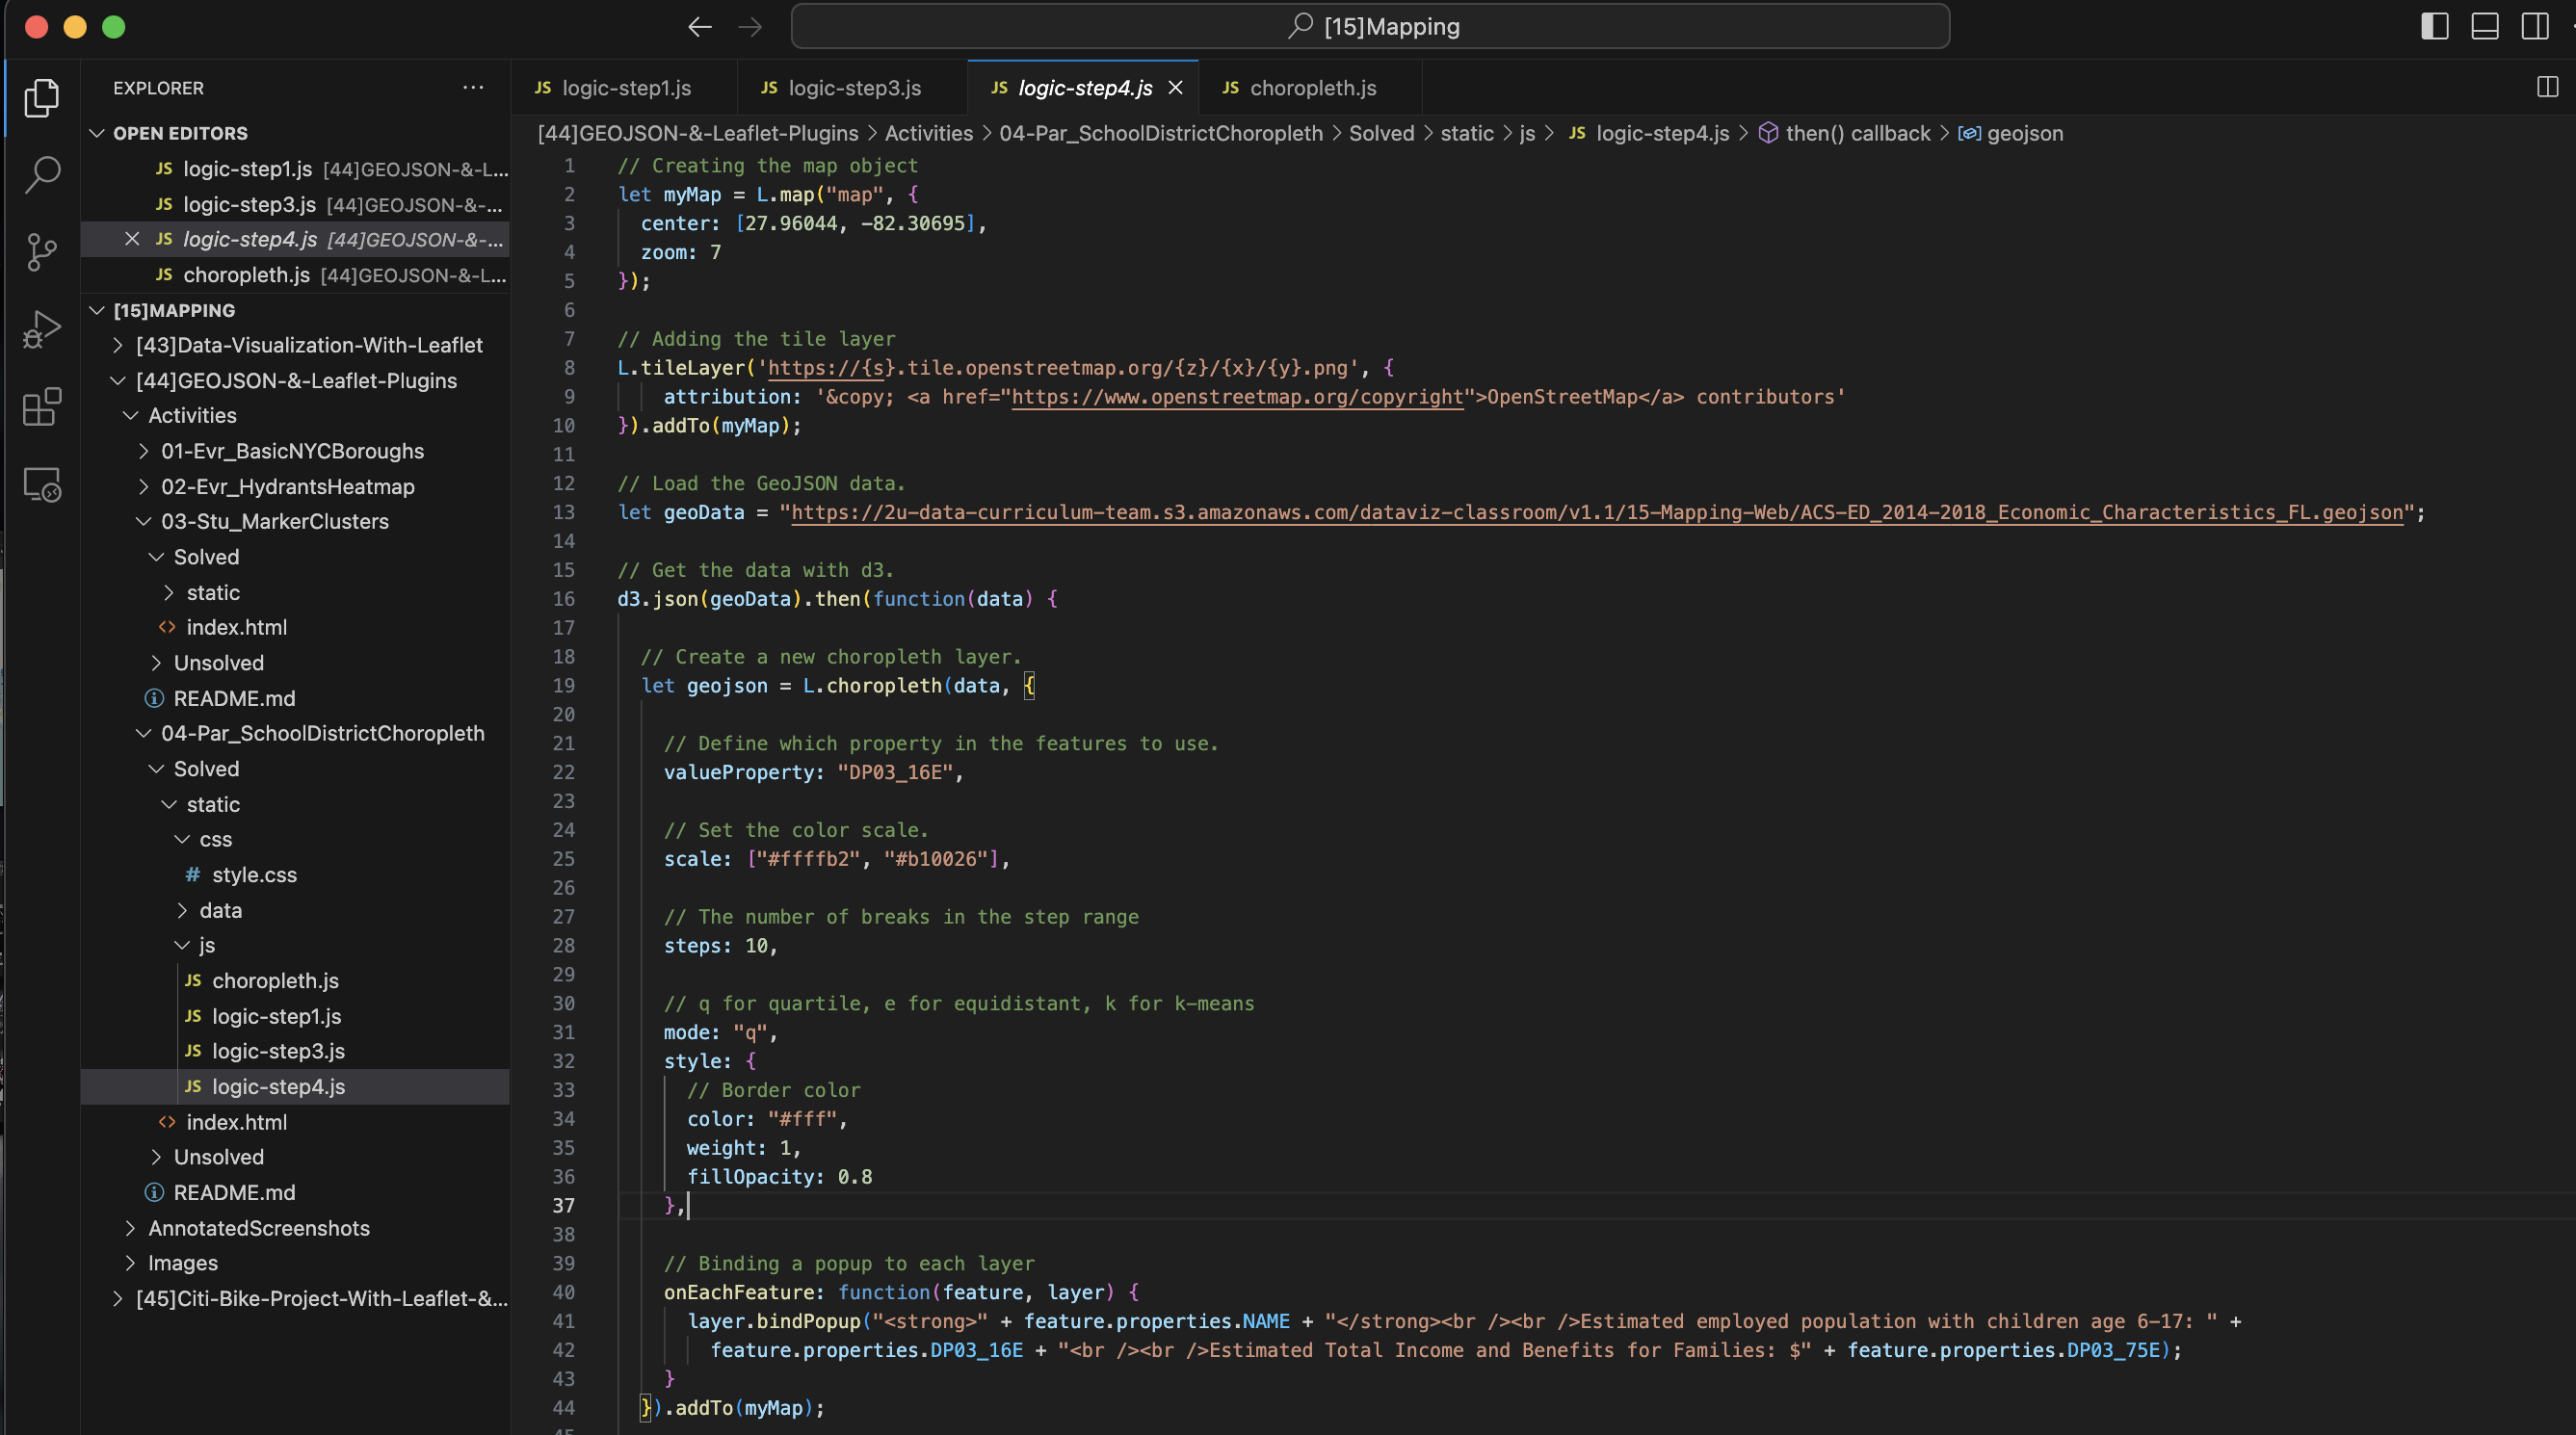 [15]Mapping
EXPLORER
OPEN EDITORS
JS logic-step1.js [44]GEOJSON-&-L...
JS logic-step3.js [44]GEOJSON-&-...
JS logic-step4.js [44]GEOJSON-&-...
JS choropleth.js [44]GEOJSON-&-L...
[15]MAPPING
[43]Data-Visualization-With-Leaflet
[44]GEOJSON-&-Leaflet-Plugins
Activities
01-Evr_BasicNYCBoroughs
02-Evr_HydrantsHeatmap
03-Stu_MarkerClusters
Solved
static
index.html
Unsolved
README.md
04-Par_SchoolDistrictChoropleth
Solved
static
css
# style.css
data
js
JS choropleth.js
JS logic-step1.js
JS logic-step3.js
JS logic-step4.js
index.html
Unsolved
README.md
AnnotatedScreenshots
Images
[45]Citi-Bike-Project-With-Leaflet-&...
JS logic-step1.js JS logic-step3.js JS logic-step4.js JS choropleth.js
[44]GEOJSON-&-Leaflet-Plugins > Activities > 04-Par_SchoolDistrictChoropleth > Solved > static > js > JS logic-step4.js > then() callback > geojson
1 // Creating the map object
2 let myMap = L.map("map", {
3 center: [27.96044, -82.30695],
4 zoom: 7
5 });
6
7 // Adding the tile layer
8 L.tileLayer('https://{s}.tile.openstreetmap.org/{z}/{x}/{y}.png', {
9 attribution: '&copy; <a href="https://www.openstreetmap.org/copyright">OpenStreetMap</a> contributors'
10 }).addTo(myMap);
11
12 // Load the GeoJSON data.
13 let geoData = "https://2u-data-curriculum-team.s3.amazonaws.com/dataviz-classroom/v1.1/15-Mapping-Web/ACS-ED_2014-2018_Economic_Characteristics_FL.geojson";
14
15 // Get the data with d3.
16 d3.json(geoData).then(function(data) {
17
18 // Create a new choropleth layer.
19 let geojson = L.choropleth(data, {
20
21 // Define which property in the features to use.
22 valueProperty: "DP03_16E",
23
24 // Set the color scale.
25 scale: ["#ffffb2", "#b10026"],
26
27 // The number of breaks in the step range
28 steps: 10,
29
30 // q for quartile, e for equidistant, k for k-means
31 mode: "q",
32 style: {
33 // Border color
34 color: "#fff",
35 weight: 1,
36 fillOpacity: 0.8
37 },
38
39 // Binding a popup to each layer
40 onEachFeature: function(feature, layer) {
41 layer.bindPopup("<strong>" + feature.properties.NAME + "</strong><br /><br />Estimated employed population with children age 6-17: " +
42 feature.properties.DP03_16E + "<br /><br />Estimated Total Income and Benefits for Families: $" + feature.properties.DP03_75E);
43 }
44 }).addTo(myMap);
45